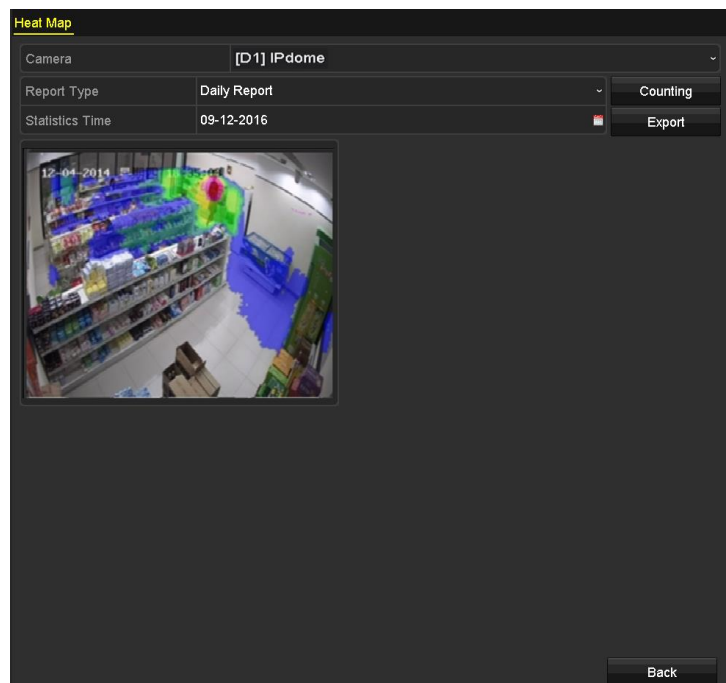 Heat Map
Camera [D1] IPdome
Report Type Daily Report Counting
Statistics Time 09-12-2016 Export
12-04-2014
Back